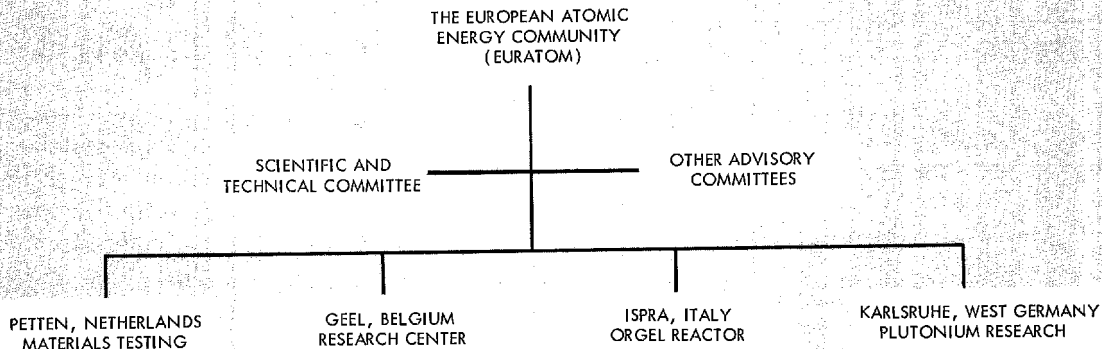 THE EUROPEAN ATOMIC
ENERGY COMMUNITY
(EURATOM)
SCIENTIFIC AND
TECHNICAL COMMITTEE
OTHER ADVISORY
COMMITTEES
PETTEN, NETHERLANDS
MATERIALS TESTING
GEEL, BELGIUM
RESEARCH CENTER
ISPRA, ITALY
ORGEL REACTOR
KARLSRUHE, WEST GERMANY
PLUTONIUM RESEARCH